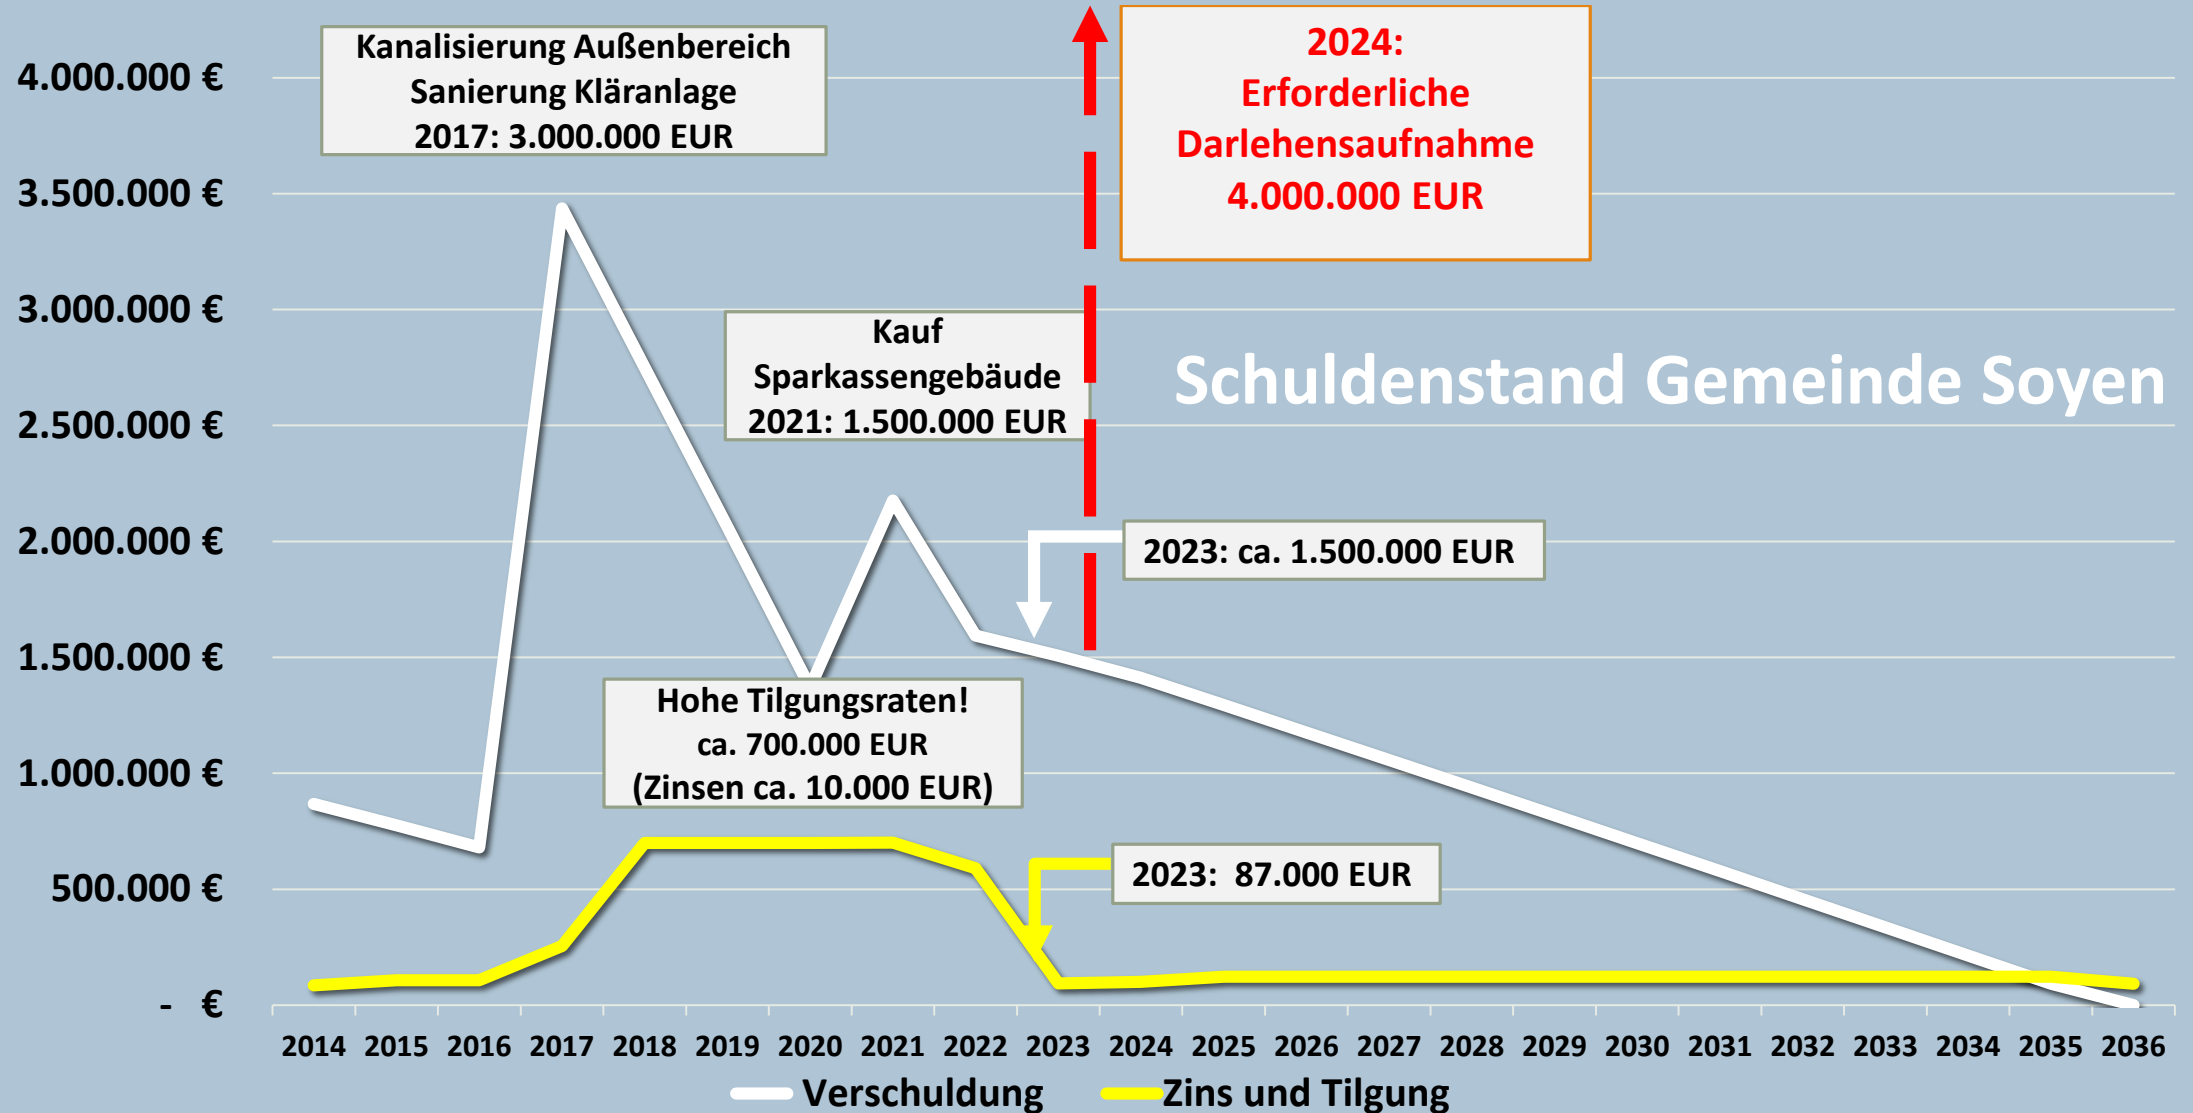 Kanalisierung Außenbereich
Sanierung Kläranlage
2017: 3.000.000 EUR
2024:
Erforderliche
Darlehensaufnahme
4.000.000 EUR
Kauf
Sparkassengebäude
2021: 1.500.000 EUR
Schuldenstand Gemeinde Soyen
2023: ca. 1.500.000 EUR
Hohe Tilgungsraten!
ca. 700.000 EUR
(Zinsen ca. 10.000 EUR)
2023: 87.000 EUR
4.000.000 €
3.500.000 €
3.000.000 €
2.500.000 €
2.000.000 €
1.500.000 €
1.000.000 €
500.000 €
- €
2014 2015 2016 2017 2018 2019 2020 2021 2022 2023 2024 2025 2026 2027 2028 2029 2030 2031 2032 2033 2034 2035 2036
Verschuldung Zins und Tilgung